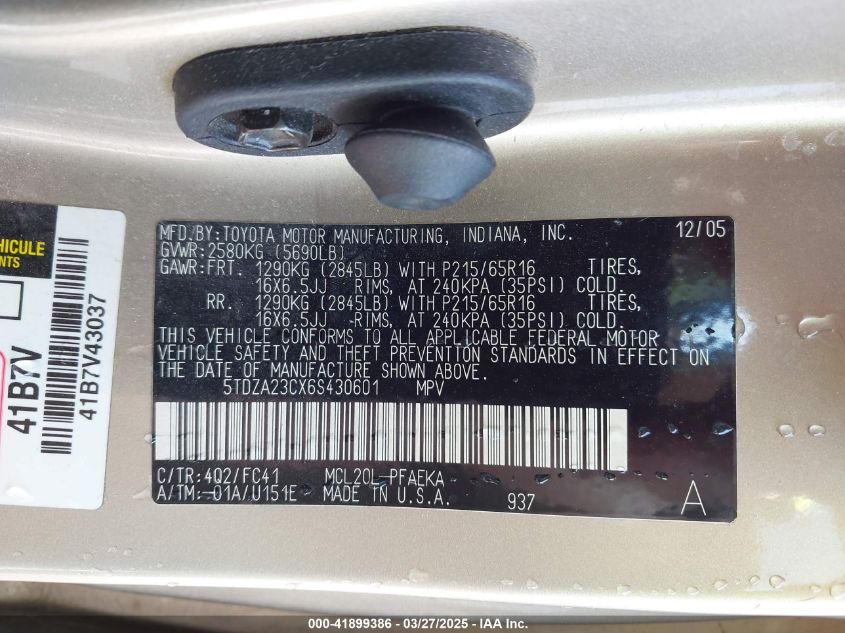 HICULE
ENTS
41B7V
41B7V43037
MFD.BY:TOYOTA MOTOR MANUFACTURING, INDIANA, INC. 12/05
GVWR:2580KG (5690LB)
GAWR:FRT. 1290KG (2845LB) WITH P215/65R16 TIRES,
16X6.5JJ -RIMS, AT 240KPA (35PSI) COLD.
RR. 1290KG (2845LB) WITH P215/65R16 TIRES,
16X6.5JJ -RIMS, AT 240KPA (35PSI) COLD.
THIS VEHICLE CONFORMS TO ALL APPLICABLE FEDERAL MOTOR
VEHICLE SAFETY AND THEFT PREVENTION STANDARDS IN EFFECT ON
THE DATE OF MANUFACTURE SHOWN ABOVE.
5TDZA23CX6S430601 MPV
C/TR:4Q2/FC41 MCL20L-PFAEKA
A/TM:-01A/U151E MADE IN U.S.A. 937 A
000-41899386 | 03/27/2025 | IAA Inc.